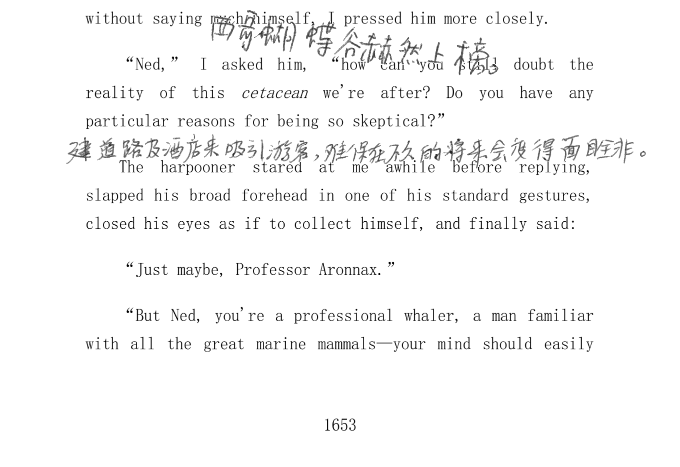 without saying much himself, I pressed him more closely.
西哥蝴蝶谷赫然上榜。
“Ned,” I asked him, “how can you still doubt the
reality of this cetacean we're after? Do you have any
particular reasons for being so skeptical?”
建道路及酒店来吸引游客，难保在不久的将来会变得面目全非。
The harpooner stared at me awhile before replying,
slapped his broad forehead in one of his standard gestures,
closed his eyes as if to collect himself, and finally said:
“Just maybe, Professor Aronnax.”
“But Ned, you're a professional whaler, a man familiar
with all the great marine mammals—your mind should easily
1653